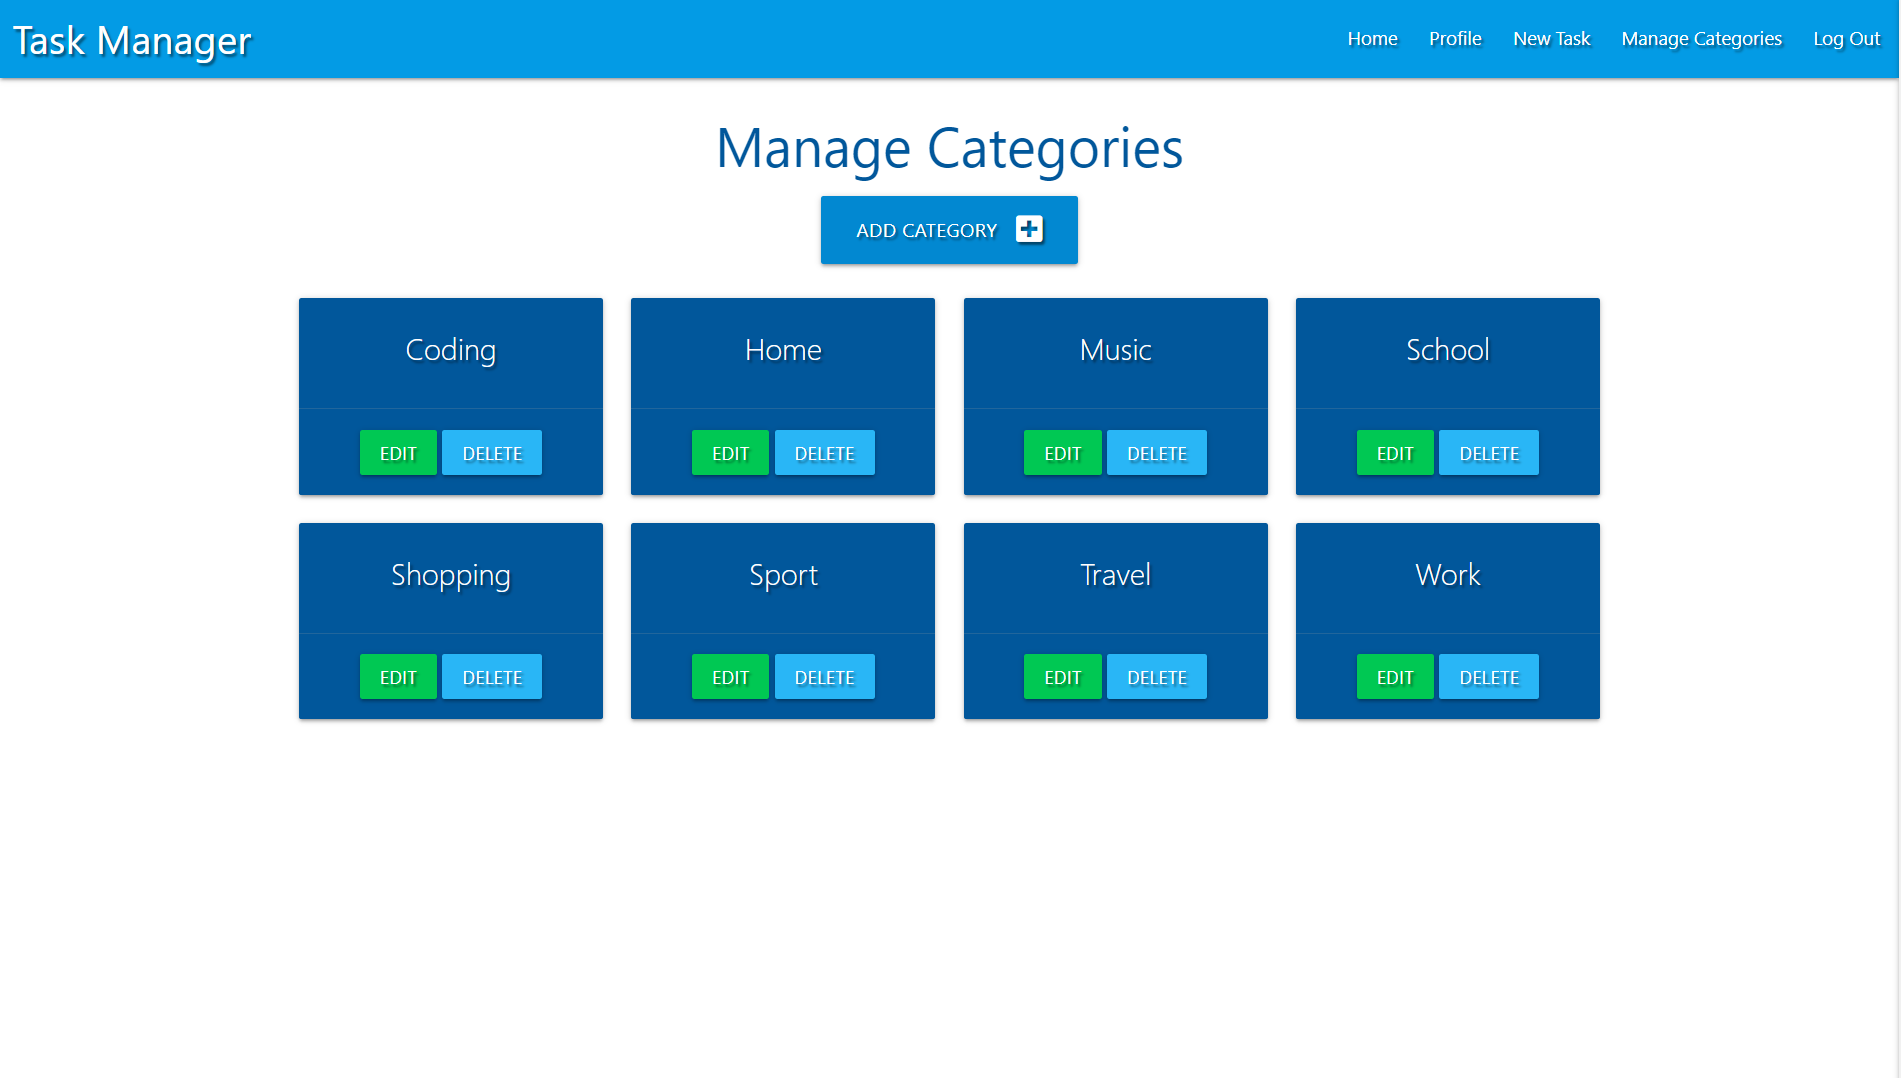 Task Manager
Home Profile New Task Manage Categories Log Out
Manage Categories
ADD CATEGORY
Coding Home Music School
EDIT DELETE EDIT DELETE EDIT DELETE EDIT DELETE
Shopping Sport Travel Work
EDIT DELETE EDIT DELETE EDIT DELETE EDIT DELETE